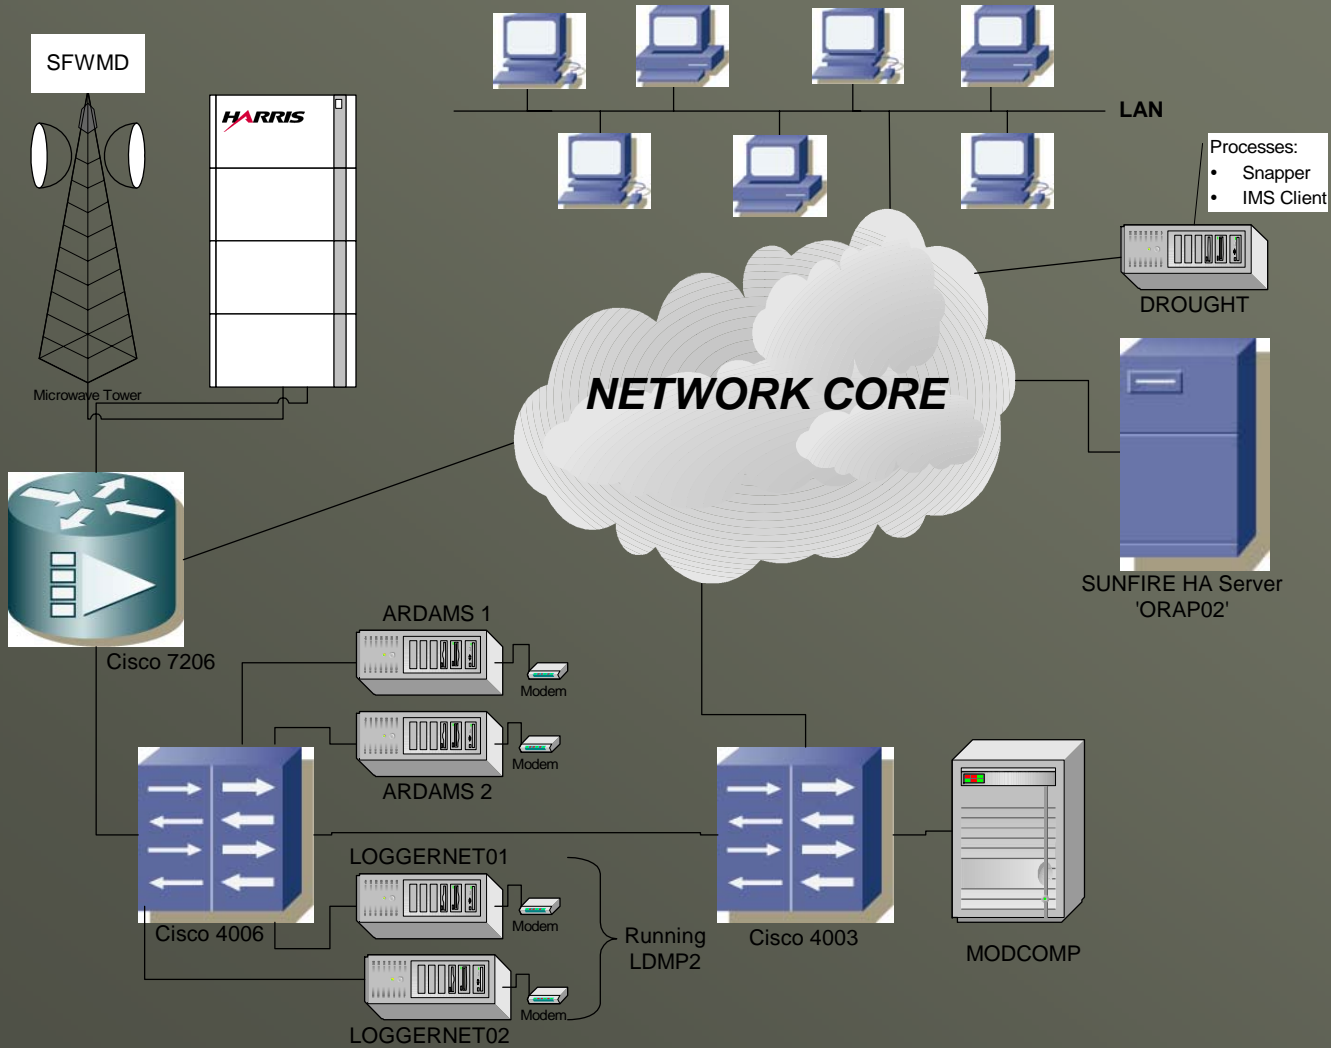 SFWMD
HARRIS
LAN
Processes:
• Snapper
• IMS Client
DROUGHT
NETWORK CORE
Microwave Tower
SUNFIRE HA Server
'ORAP02'
Cisco 7206
ARDAMS 1
Modem
Modem
ARDAMS 2
LOGGERNET01
Modem
Cisco 4006
Running
LDMP2
Cisco 4003
MODCOMP
Modem
LOGGERNET02